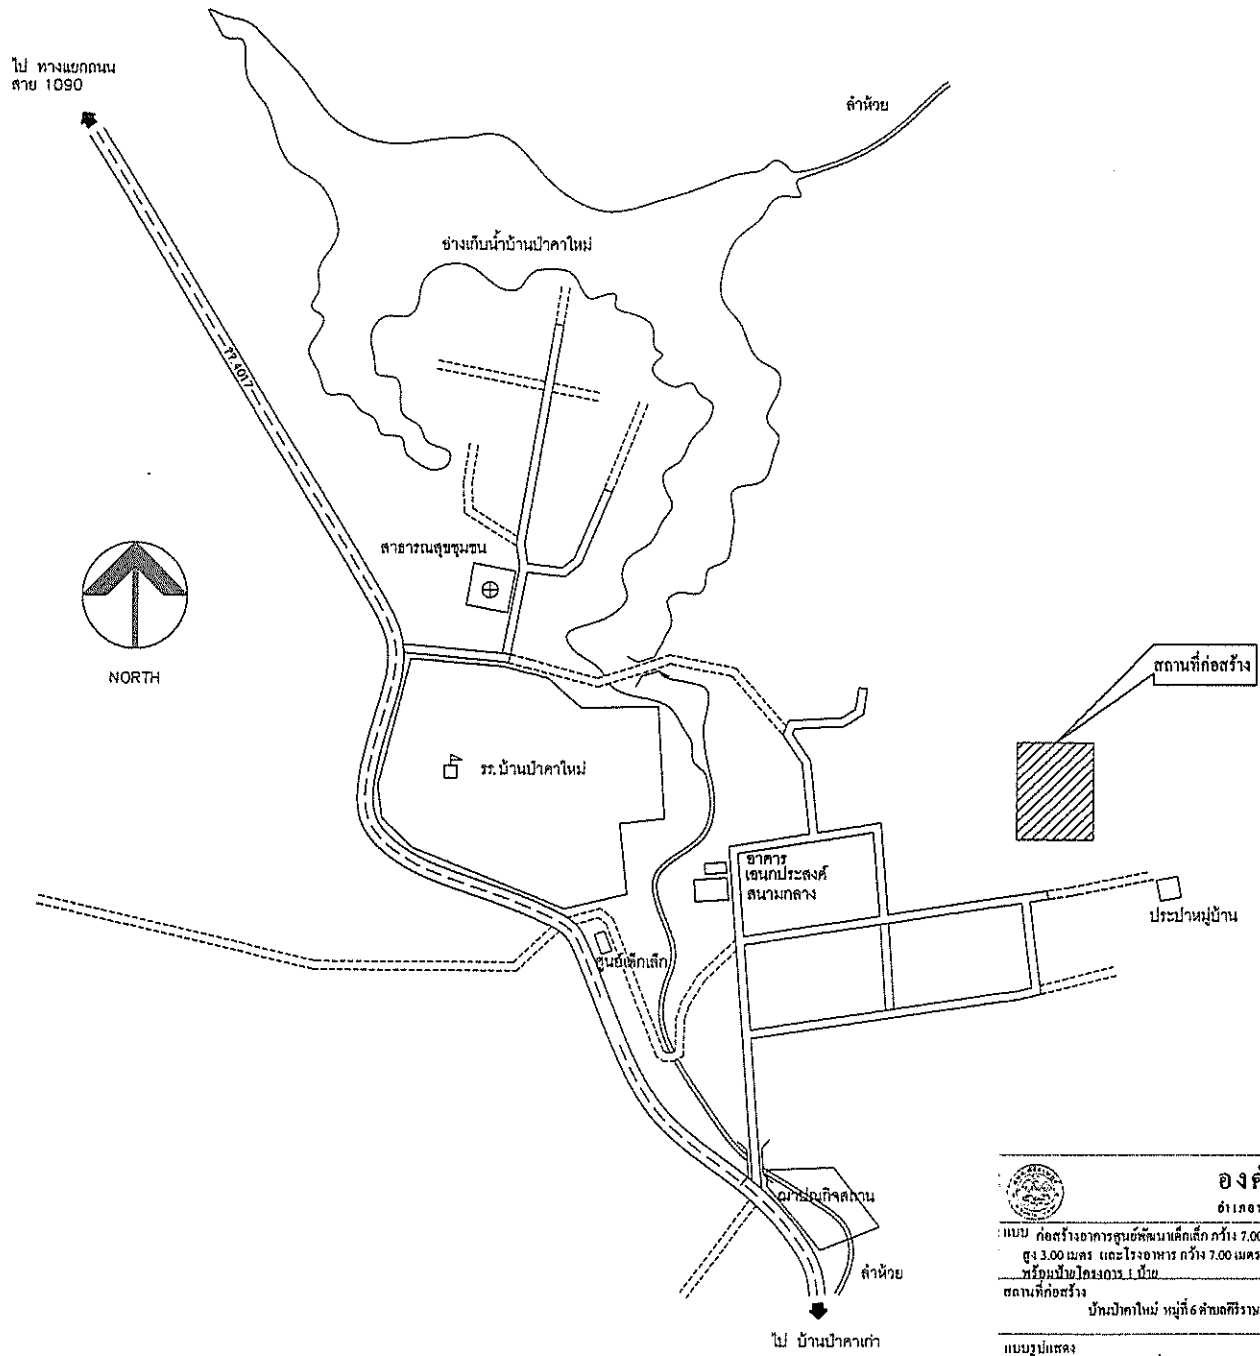 ไป ทางแยกถนน
สาย 1090
ลำห้วย
อ่างเก็บน้ำบ้านป่าคาใหม่
ทช.4017
สาธารณสุขชุมชน
NORTH
สถานที่ก่อสร้าง
รร.บ้านป่าคาใหม่
อาคาร
เอนกประสงค์
สนามกลาง
ประปาหมู่บ้าน
ศูนย์เด็กเล็ก
ฌาปณกิจสถาน
ลำห้วย
ไป บ้านป่าคาเก่า
แบบ ก่อสร้างอาคารศูนย์พัฒนาเด็กเล็ก กว้าง 7.00
สูง 3.00 เมตร และโรงอาหาร กว้าง 7.00 เมตร
พร้อมป้ายโครงการ 1 ป้าย
สถานที่ก่อสร้าง
บ้านป่าคาใหม่ หมู่ที่ 6 ตำบลคีรีราษ
แบบรูปแสดง